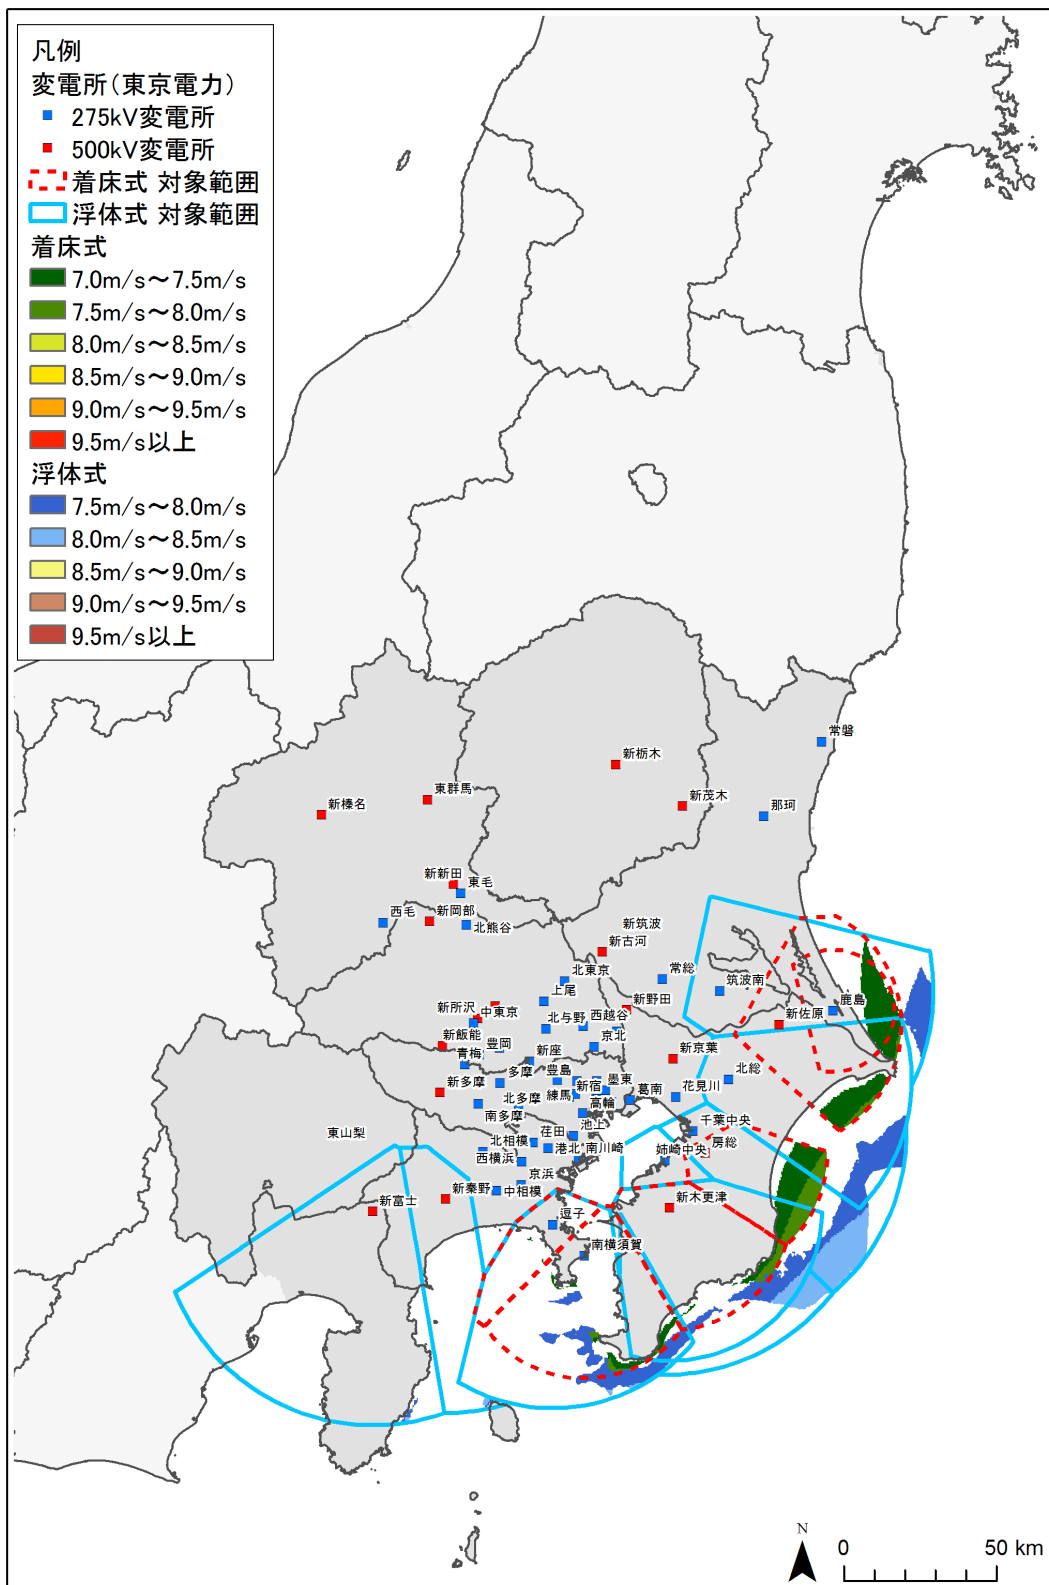 凡例
変電所(東京電力)
275kV変電所
500kV変電所
着床式 対象範囲
浮体式 対象範囲
着床式
7.0m/s～7.5m/s
7.5m/s～8.0m/s
8.0m/s～8.5m/s
8.5m/s～9.0m/s
9.0m/s～9.5m/s
9.5m/s以上
浮体式
7.5m/s～8.0m/s
8.0m/s～8.5m/s
8.5m/s～9.0m/s
9.0m/s～9.5m/s
9.5m/s以上
常磐
新栃木
東群馬
新榛名
新茂木
那珂
新新田
東毛
西毛
新岡部
北熊谷
新筑波
新古河
北東京
常総
筑波南
上尾
新所沢
中東京
新野田
鹿島
新佐原
北与野
西越谷
新飯能
豊岡
京北
青梅
新座
新京葉
新多摩
多摩
豊島
新宿
墨東
北総
北多摩
練馬
葛南
花見川
南多摩
高輪
池上
千葉中央
東山梨
荏田
北相模
港北
南川崎
房総
姉崎中央
西横浜
京浜
新秦野
中相模
新木更津
新富士
逗子
南横須賀
N
0
50 km